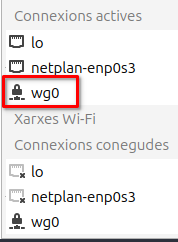 Connexions actives
lo
netplan-enp0s3
wg0
Xarxes Wi-Fi
Connexions conegudes
lo
netplan-enp0s3
wg0